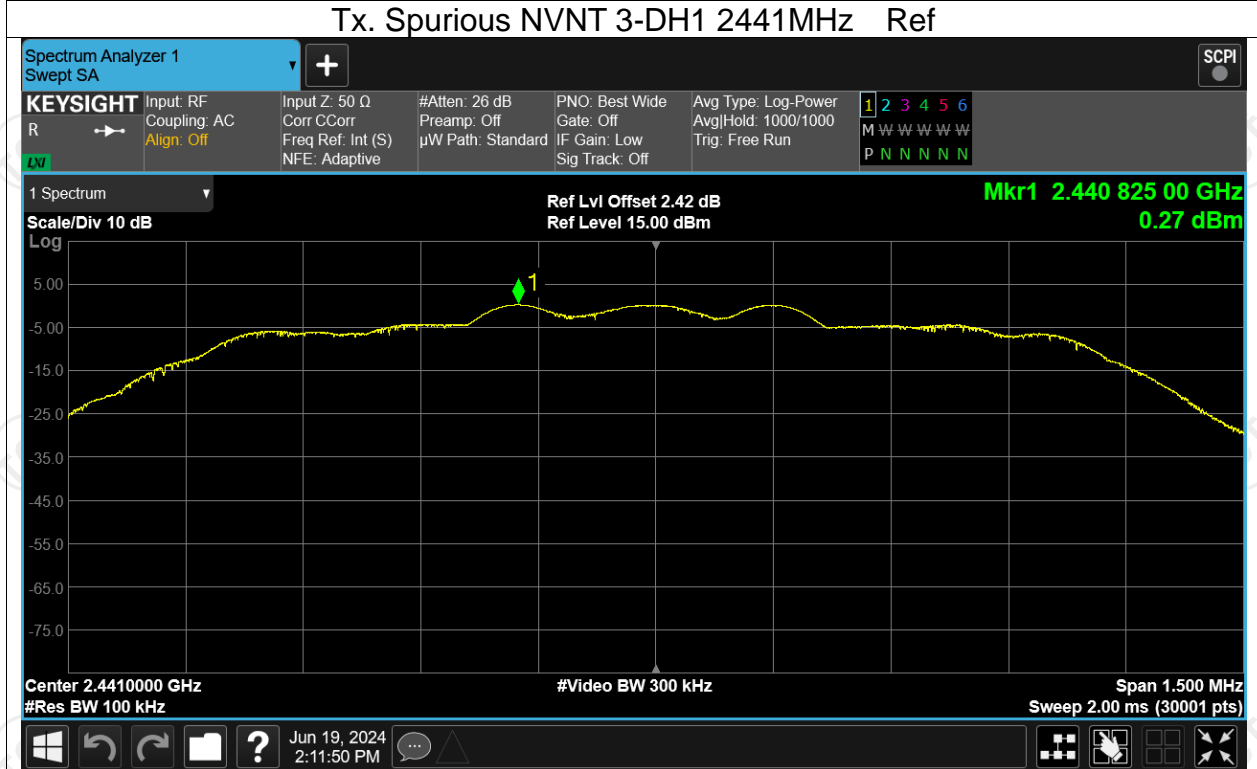 Tx. Spurious NVNT 3-DH1 2441MHz Ref
Spectrum Analyzer 1
Swept SA
SCPI
KEYSIGHT
R
LXI
Input: RF
Coupling: AC
Align: Off
Input Z: 50 Ω
Corr CCorr
Freq Ref: Int (S)
NFE: Adaptive
#Atten: 26 dB
Preamp: Off
µW Path: Standard
PNO: Best Wide
Gate: Off
IF Gain: Low
Sig Track: Off
Avg Type: Log-Power
Avg|Hold: 1000/1000
Trig: Free Run
1 2 3 4 5 6
M W W W W W
P N N N N N
1 Spectrum
Scale/Div 10 dB
Log
Ref Lvl Offset 2.42 dB
Ref Level 15.00 dBm
Mkr1 2.440 825 00 GHz
0.27 dBm
1
5.00
-5.00
-15.0
-25.0
-35.0
-45.0
-55.0
-65.0
-75.0
Center 2.4410000 GHz
#Video BW 300 kHz
Span 1.500 MHz
#Res BW 100 kHz
Sweep 2.00 ms (30001 pts)
?
Jun 19, 2024
2:11:50 PM